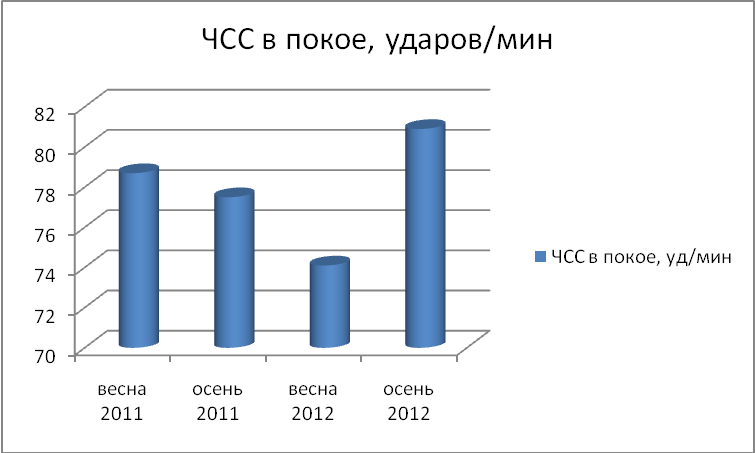 ЧСС в покое, ударов/мин
82
80
78
76
74
72
70
весна 2011
осень 2011
весна 2012
осень 2012
ЧСС в покое, уд/мин